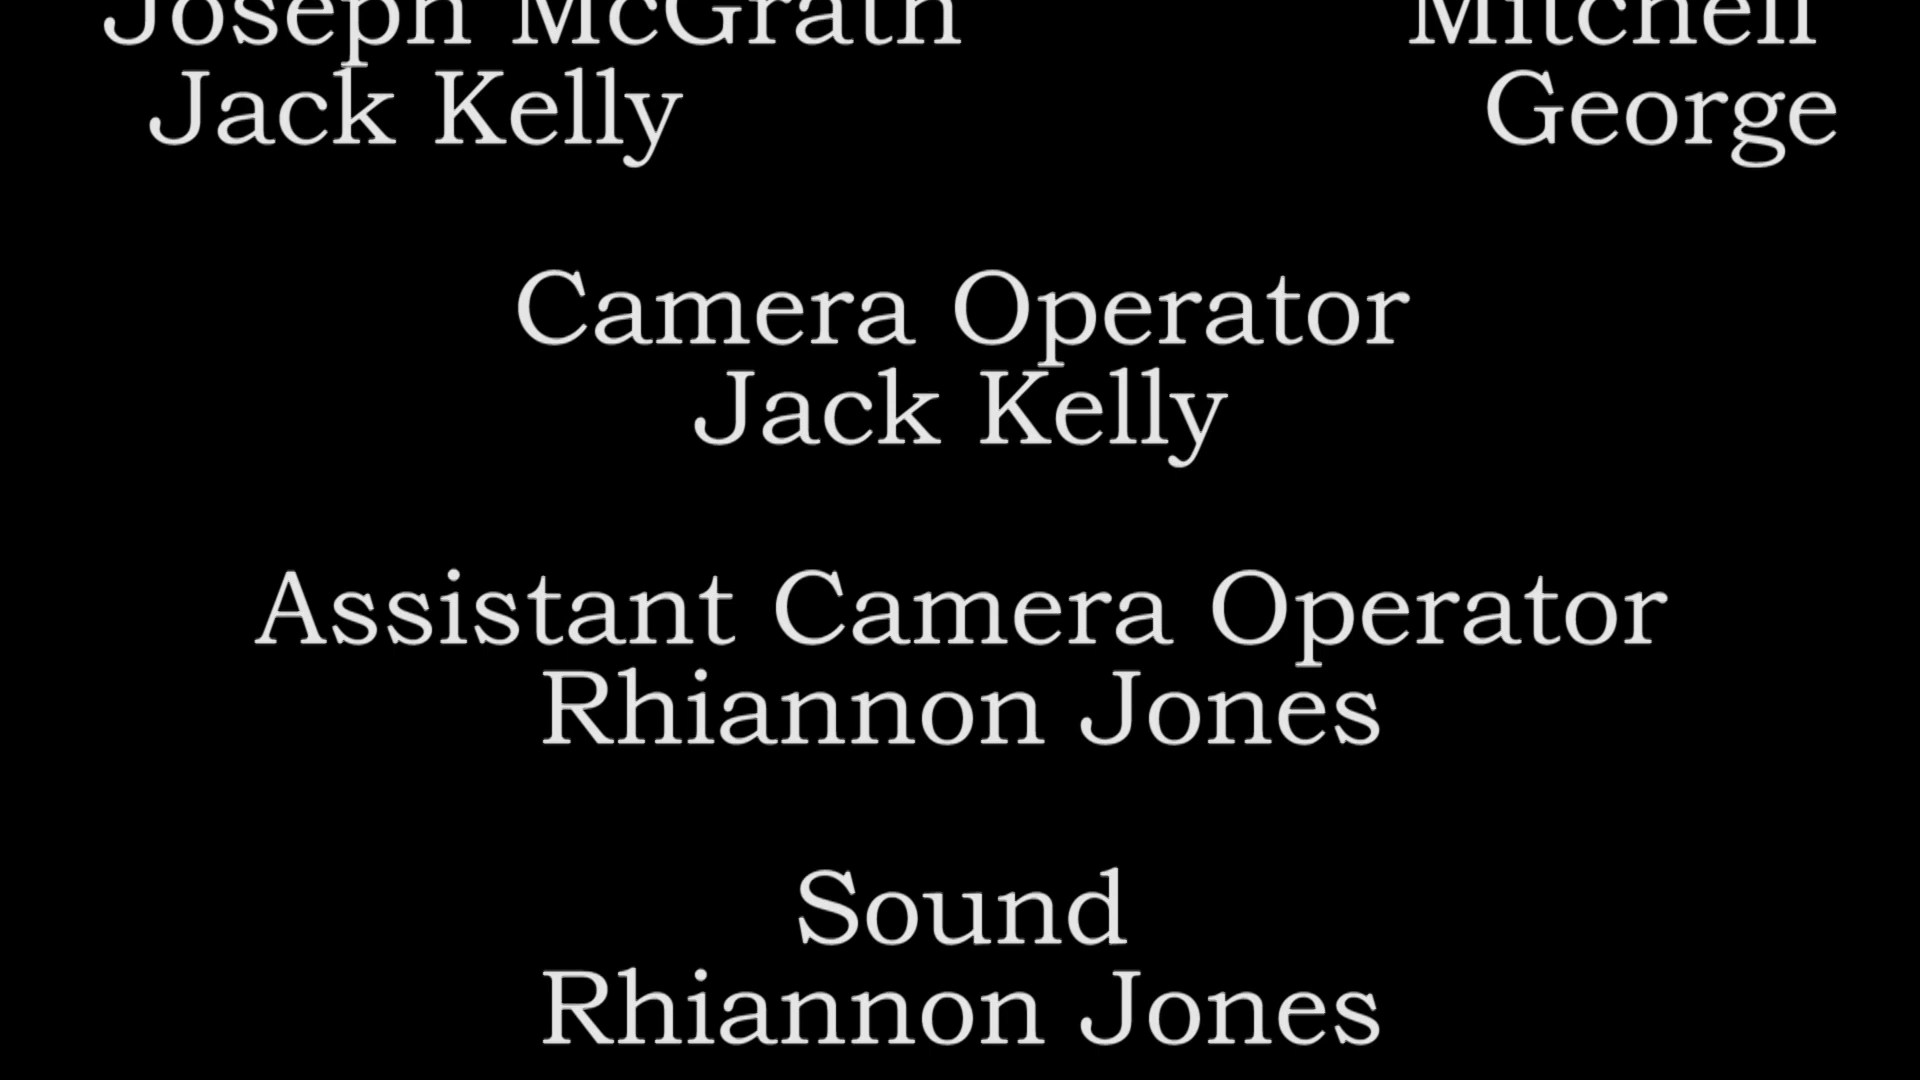 Joseph McGrath Mitchell
Jack Kelly George
Camera Operator
Jack Kelly
Assistant Camera Operator
Rhiannon Jones
Sound
Rhiannon Jones